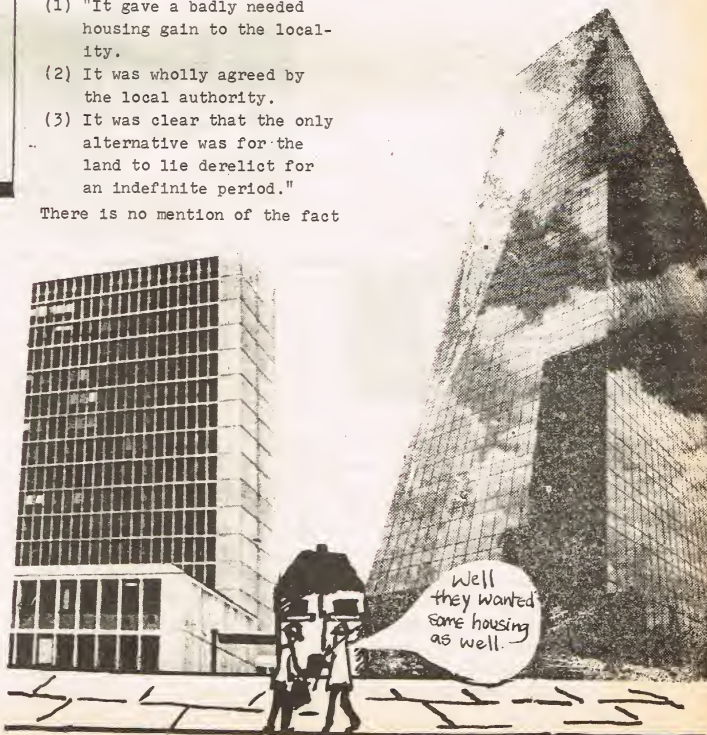 (1) "It gave a badly needed
housing gain to the local-
ity.
(2) It was wholly agreed by
the local authority.
(3) It was clear that the only
alternative was for the
land to lie derelict for
an indefinite period."
There is no mention of the fact
Well
they wanted
some housing
as well.